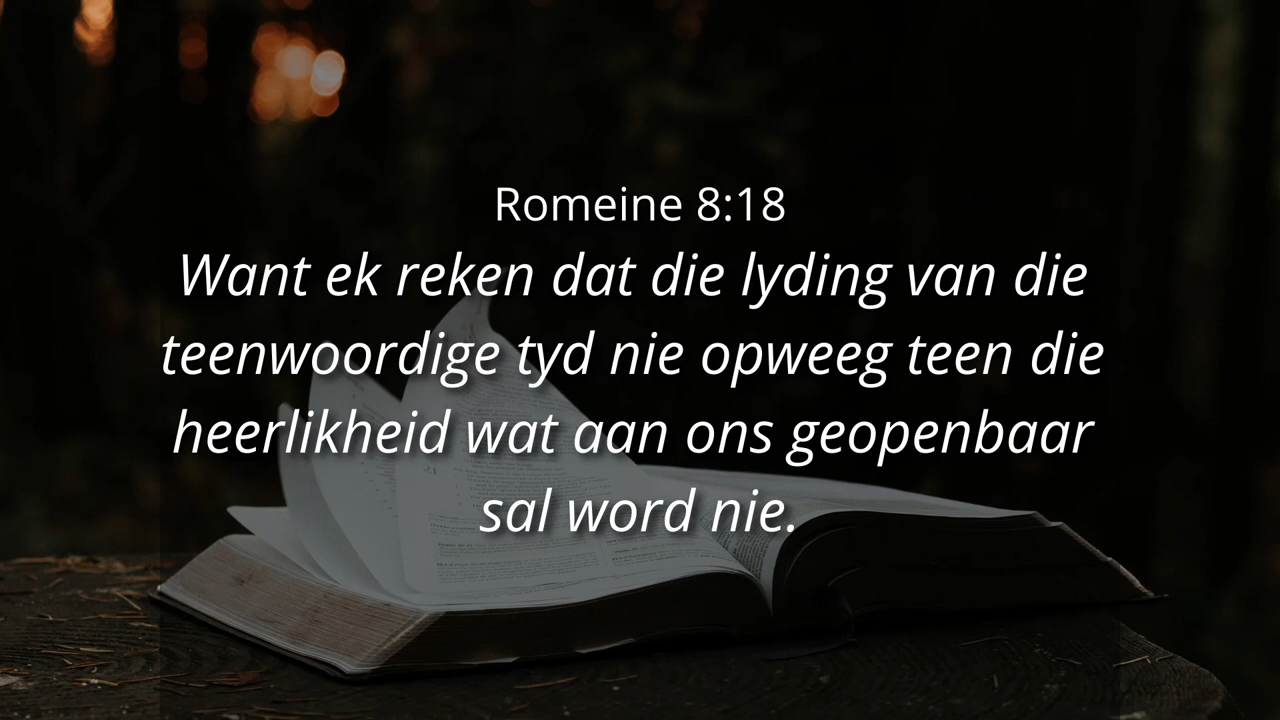 Romeine 8:18
Want ek reken dat die lyding van die
teenwoordige tyd nie opweeg teen die
heerlikheid wat aan ons geopenbaar
sal word nie.